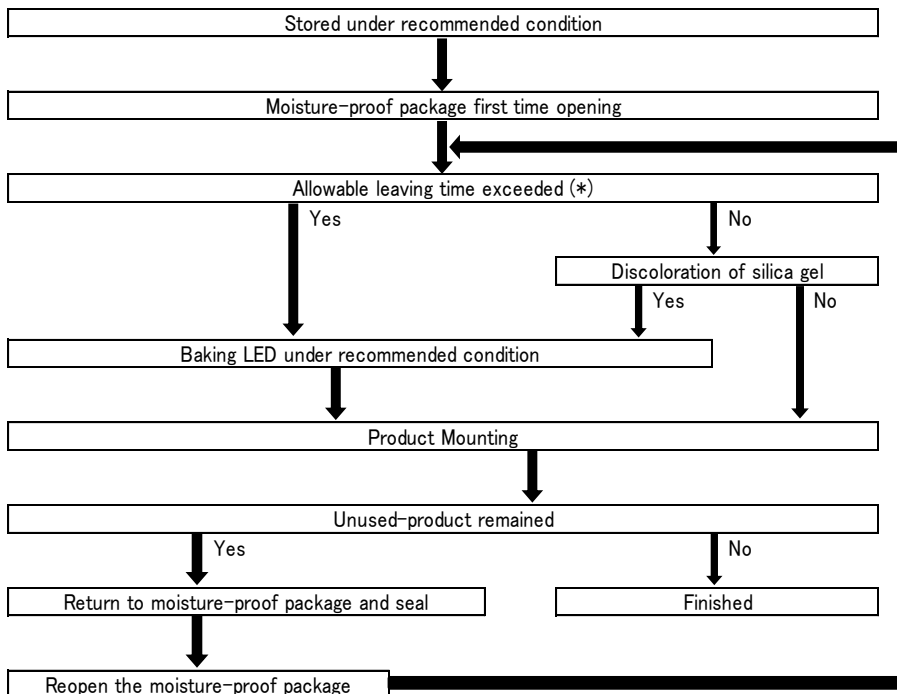 Stored under recommended condition
Moisture-proof package first time opening
Allowable leaving time exceeded (*)
Yes
No
Discoloration of silica gel
Yes
No
Baking LED under recommended condition
Product Mounting
Unused-product remained
Yes
No
Return to moisture-proof package and seal
Finished
Reopen the moisture-proof package